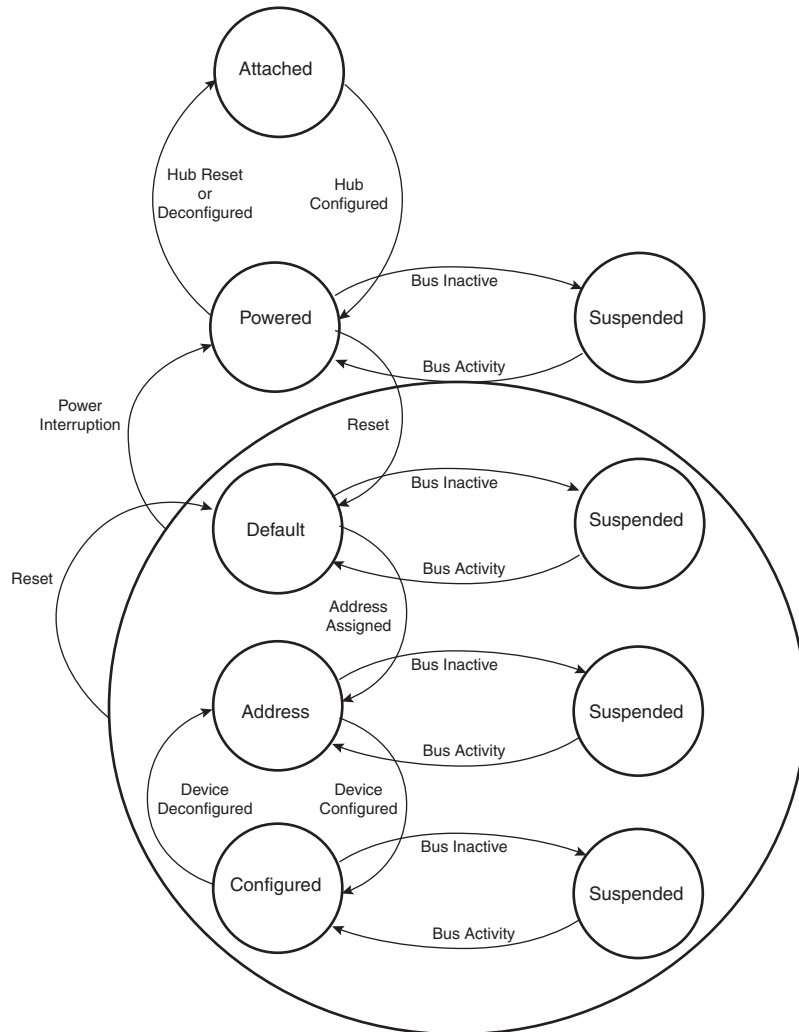 Attached
Hub Reset
or
Deconfigured
Hub
Configured
Bus Inactive
Powered
Suspended
Bus Activity
Power
Interruption
Reset
Bus Inactive
Default
Suspended
Bus Activity
Reset
Address
Assigned
Bus Inactive
Address
Suspended
Bus Activity
Device
Deconfigured
Device
Configured
Bus Inactive
Configured
Suspended
Bus Activity